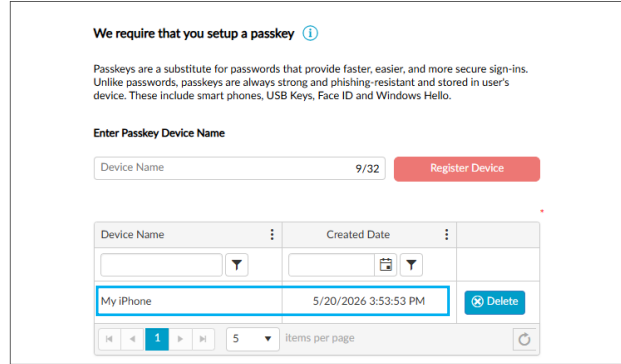 We require that you setup a passkey
Passkeys are a substitute for passwords that provide faster, easier, and more secure sign-ins.
Unlike passwords, passkeys are always strong and phishing-resistant and stored in user's
device. These include smart phones, USB Keys, Face ID and Windows Hello.
Enter Passkey Device Name
Device Name 9/32 Register Device
*
Device Name Created Date
My iPhone 5/20/2026 3:53:53 PM Delete
1 5 items per page